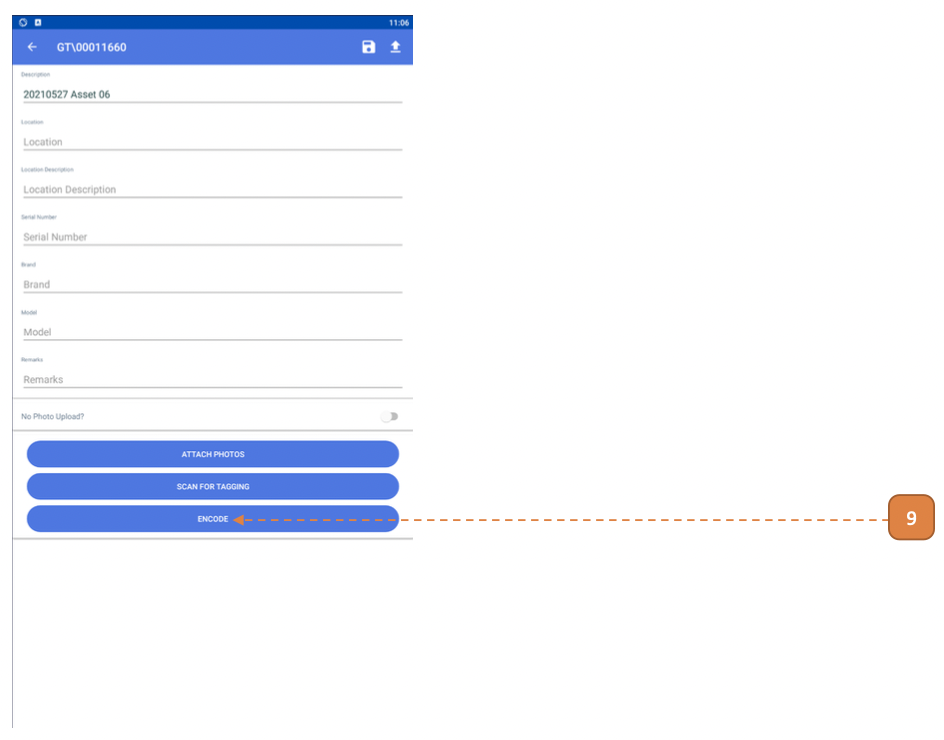 11:06
GT\00011660
Description
20210527 Asset 06
Location
Location
Location Description
Location Description
Serial Number
Serial Number
Brand
Brand
Model
Model
Remarks
Remarks
No Photo Upload?
ATTACH PHOTOS
SCAN FOR TAGGING
ENCODE
9